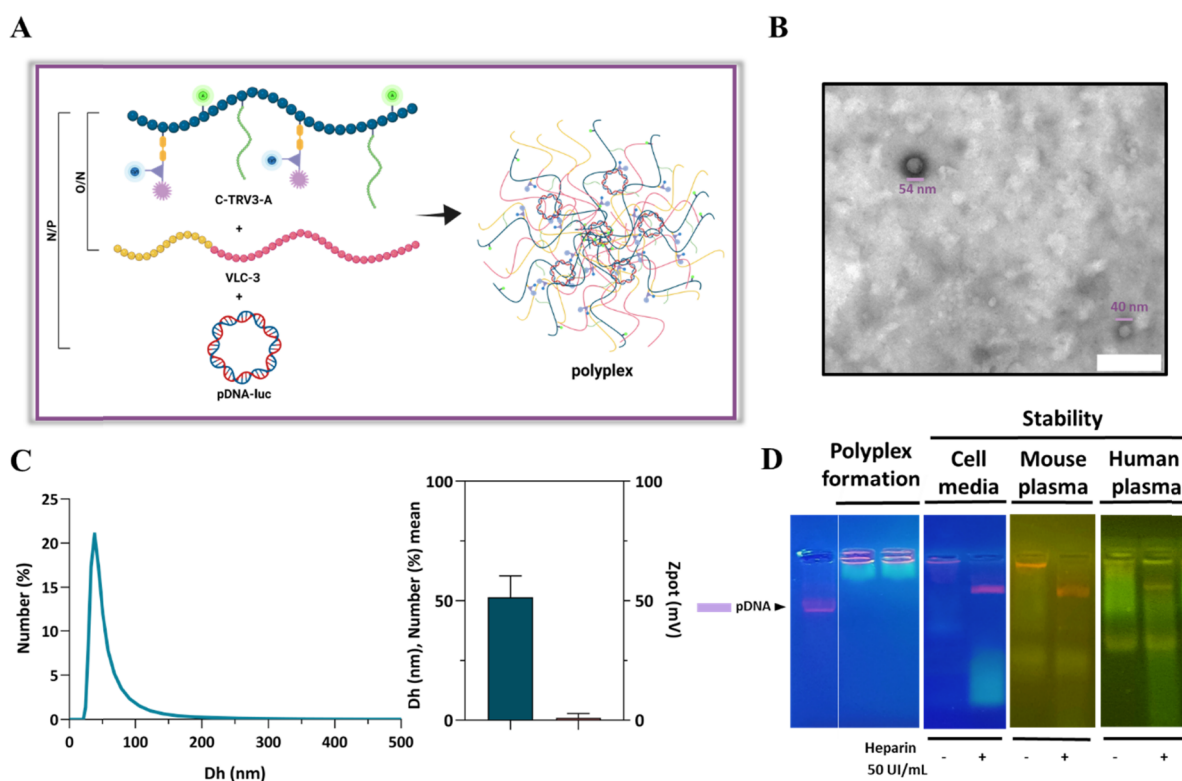 A
N/P
O/N
C-TRV3-A
+
VLC-3
+
pDNA-luc
polyplex
B
54 nm
40 nm
C
Number (%)
25
20
15
10
5
0
0
100
200
300
400
500
Dh (nm)
Dh (nm), Number (%) mean
100
50
0
100
50
0
Zpot (mV)
D
Stability
Polyplex
formation
Cell
media
Mouse
plasma
Human
plasma
pDNA
Heparin
50 UI/mL
- + - + - +